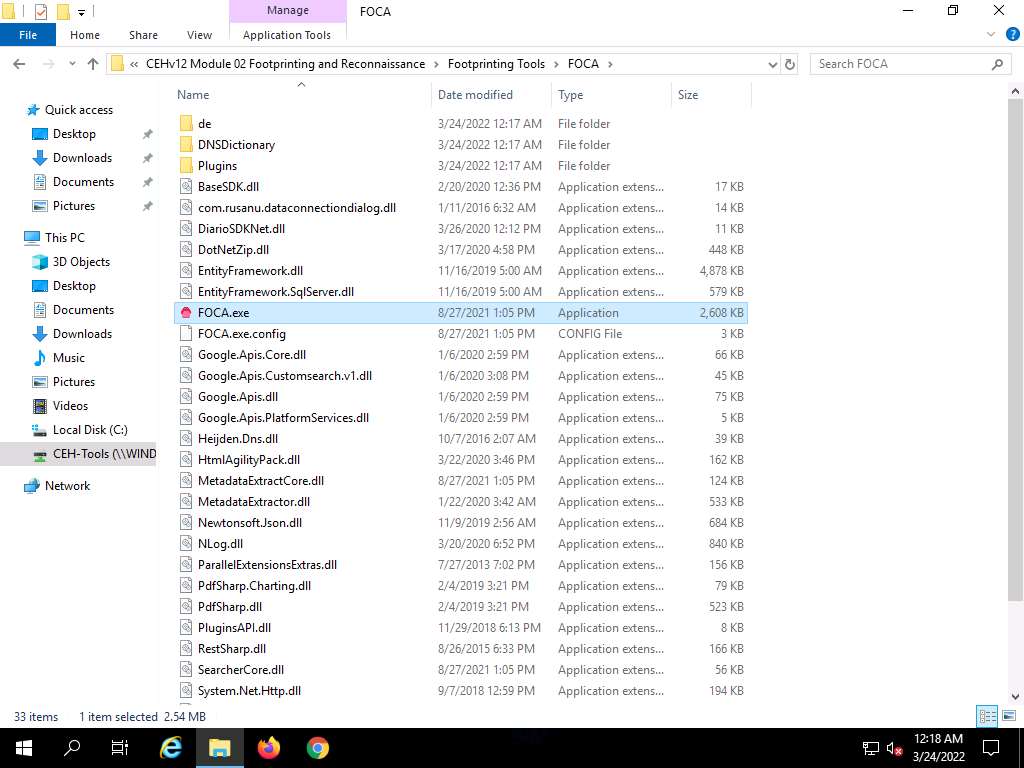 Manage FOCA
File Home Share View Application Tools
« CEHv12 Module 02 Footprinting and Reconnaissance > Footprinting Tools > FOCA > Search FOCA
Name Date modified Type Size
Quick access
Desktop
Downloads
Documents
Pictures
This PC
3D Objects
Desktop
Documents
Downloads
Music
Pictures
Videos
Local Disk (C:)
CEH-Tools (\\WIND
Network
de 3/24/2022 12:17 AM File folder
DNSDictionary 3/24/2022 12:17 AM File folder
Plugins 3/24/2022 12:17 AM File folder
BaseSDK.dll 2/20/2020 12:36 PM Application extens... 17 KB
com.rusanu.dataconnectiondialog.dll 1/11/2016 6:32 AM Application extens... 14 KB
DiarioSDKNet.dll 3/26/2020 12:12 PM Application extens... 11 KB
DotNetZip.dll 3/17/2020 4:58 PM Application extens... 448 KB
EntityFramework.dll 11/16/2019 5:00 AM Application extens... 4,878 KB
EntityFramework.SqlServer.dll 11/16/2019 5:00 AM Application extens... 579 KB
FOCA.exe 8/27/2021 1:05 PM Application 2,608 KB
FOCA.exe.config 8/27/2021 1:05 PM CONFIG File 3 KB
Google.Apis.Core.dll 1/6/2020 2:59 PM Application extens... 66 KB
Google.Apis.Customsearch.v1.dll 1/6/2020 3:08 PM Application extens... 45 KB
Google.Apis.dll 1/6/2020 2:59 PM Application extens... 75 KB
Google.Apis.PlatformServices.dll 1/6/2020 2:59 PM Application extens... 5 KB
Heijden.Dns.dll 10/7/2016 2:07 AM Application extens... 39 KB
HtmlAgilityPack.dll 3/22/2020 3:46 PM Application extens... 162 KB
MetadataExtractCore.dll 8/27/2021 1:05 PM Application extens... 124 KB
MetadataExtractor.dll 1/22/2020 3:42 AM Application extens... 533 KB
Newtonsoft.Json.dll 11/9/2019 2:56 AM Application extens... 684 KB
NLog.dll 3/20/2020 6:52 PM Application extens... 840 KB
ParallelExtensionsExtras.dll 7/27/2013 7:02 PM Application extens... 156 KB
PdfSharp.Charting.dll 2/4/2019 3:21 PM Application extens... 79 KB
PdfSharp.dll 2/4/2019 3:21 PM Application extens... 523 KB
PluginsAPI.dll 11/29/2018 6:13 PM Application extens... 8 KB
RestSharp.dll 8/26/2015 6:33 PM Application extens... 166 KB
SearcherCore.dll 8/27/2021 1:05 PM Application extens... 56 KB
System.Net.Http.dll 9/7/2018 12:59 PM Application extens... 194 KB
33 items 1 item selected 2.54 MB
12:18 AM
3/24/2022